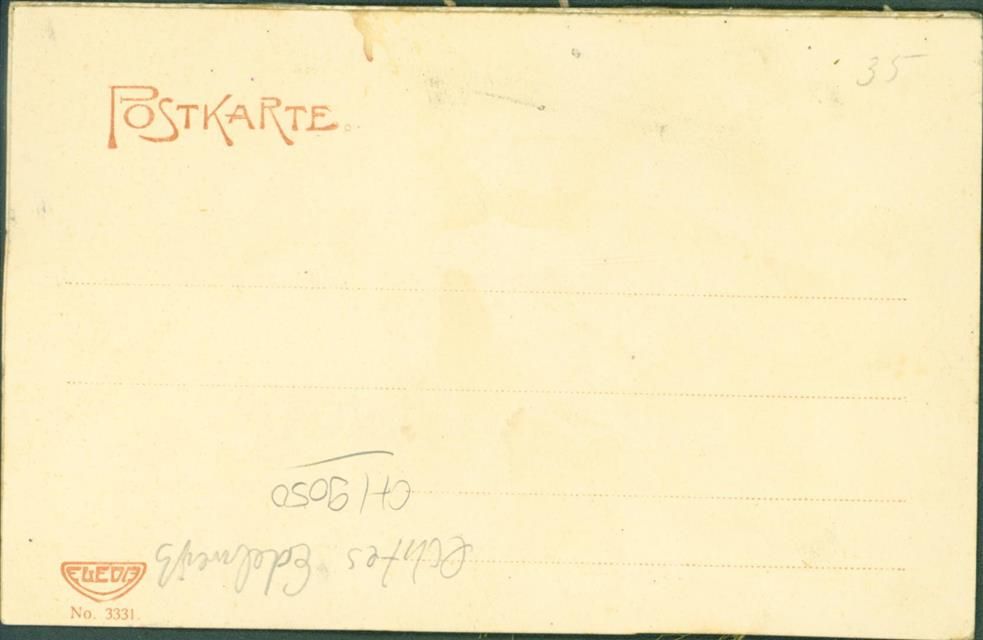 POSTKARTE.
35
echtes Edelweiß
CH 9050
No. 3331.